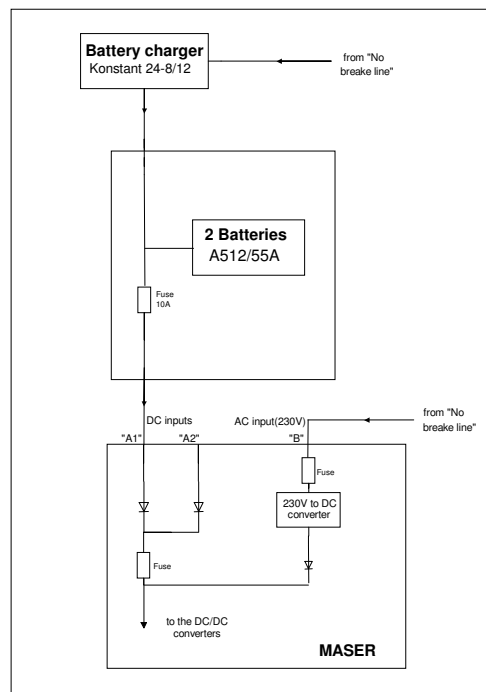 Battery charger
Konstant 24-8/12
from "No
breake line"
2 Batteries
A512/55A
Fuse
10A
DC inputs
AC input(230V)
from "No
breake line"
"A1"
"A2"
"B"
Fuse
230V to DC
converter
Fuse
to the DC/DC
converters
MASER